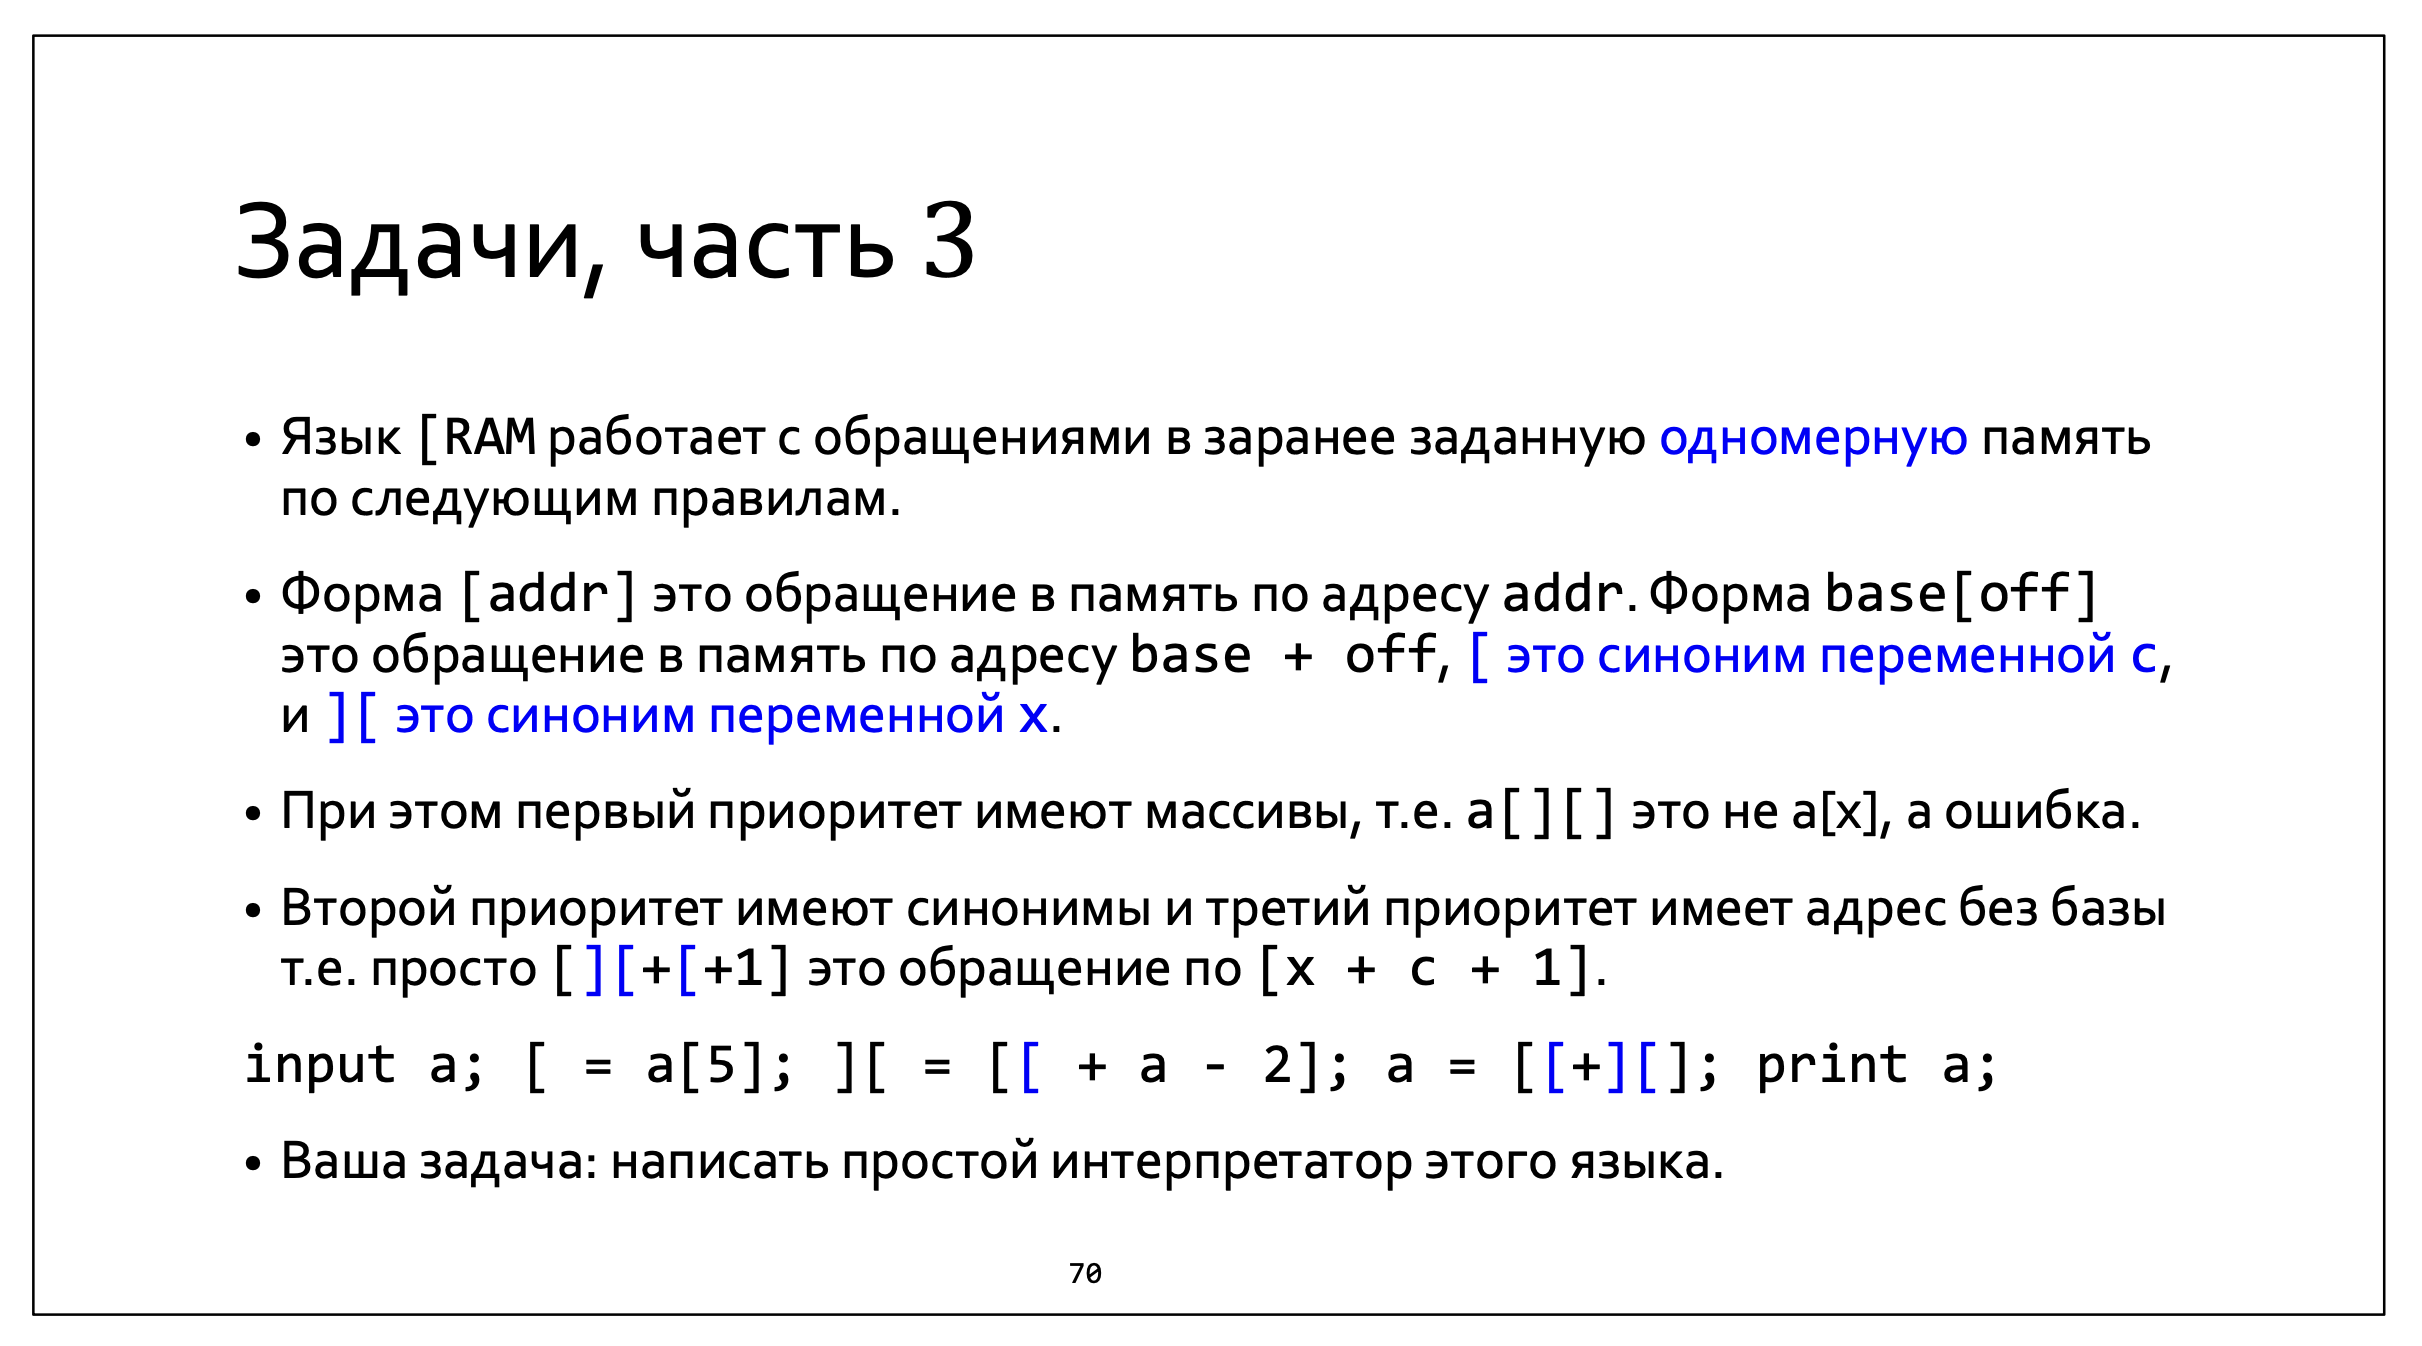 Задачи, часть 3
• Язык [RAM работает с обращениями в заранее заданную одномерную память
по следующим правилам.
• Форма [addr] это обращение в память по адресу addr. Форма base[off]
это обращение в память по адресу base + off, [ это синоним переменной c,
и ][ это синоним переменной x.
• При этом первый приоритет имеют массивы, т.е. a[][] это не a[x], а ошибка.
• Второй приоритет имеют синонимы и третий приоритет имеет адрес без базы
т.е. просто [][+[+1] это обращение по [x + c + 1].
input a; [ = a[5]; ][ = [[ + a - 2]; a = [[+][]; print a;
• Ваша задача: написать простой интерпретатор этого языка.
70